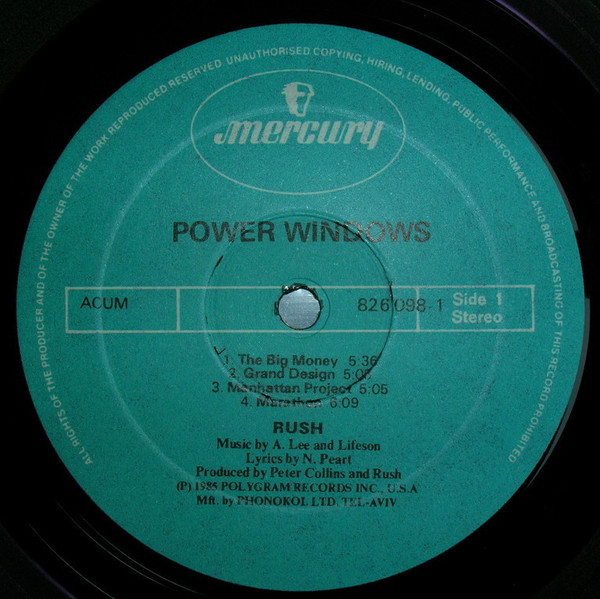 ALL RIGHTS OF THE PRODUCER AND OF THE OWNER OF THE WORK REPRODUCED RESERVED. UNAUTHORISED COPYING, HIRING, LENDING, PUBLIC PERFORMANCE AND BROADCASTING OF THIS RECORD PROHIBITED
mercury
POWER WINDOWS
ACUM 826 098-1 Side 1
Stereo
1. The Big Money 5:36
2. Grand Design 5:
3. Manhattan Project 5:05
4. Marathon 6:09
RUSH
Music by A. Lee and Lifeson
Lyrics by N. Peart
Produced by Peter Collins and Rush
(P) 1985 POLYGRAM RECORDS INC., U.S.A
Mft. by PHONOKOL LTD, TEL-AVIV